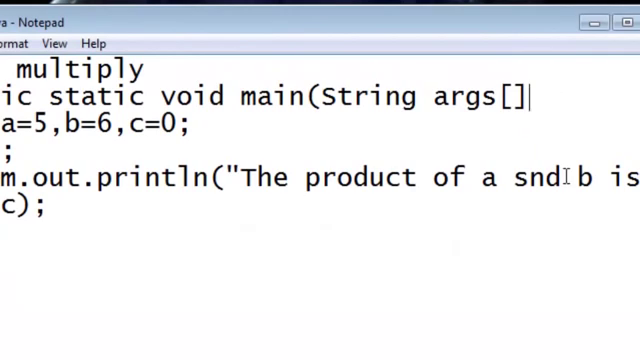 va - Notepad
ormat View Help
multiply
ic static void main(String args[]
a=5,b=6,c=0;
;
m.out.println("The product of a snd b is
c);